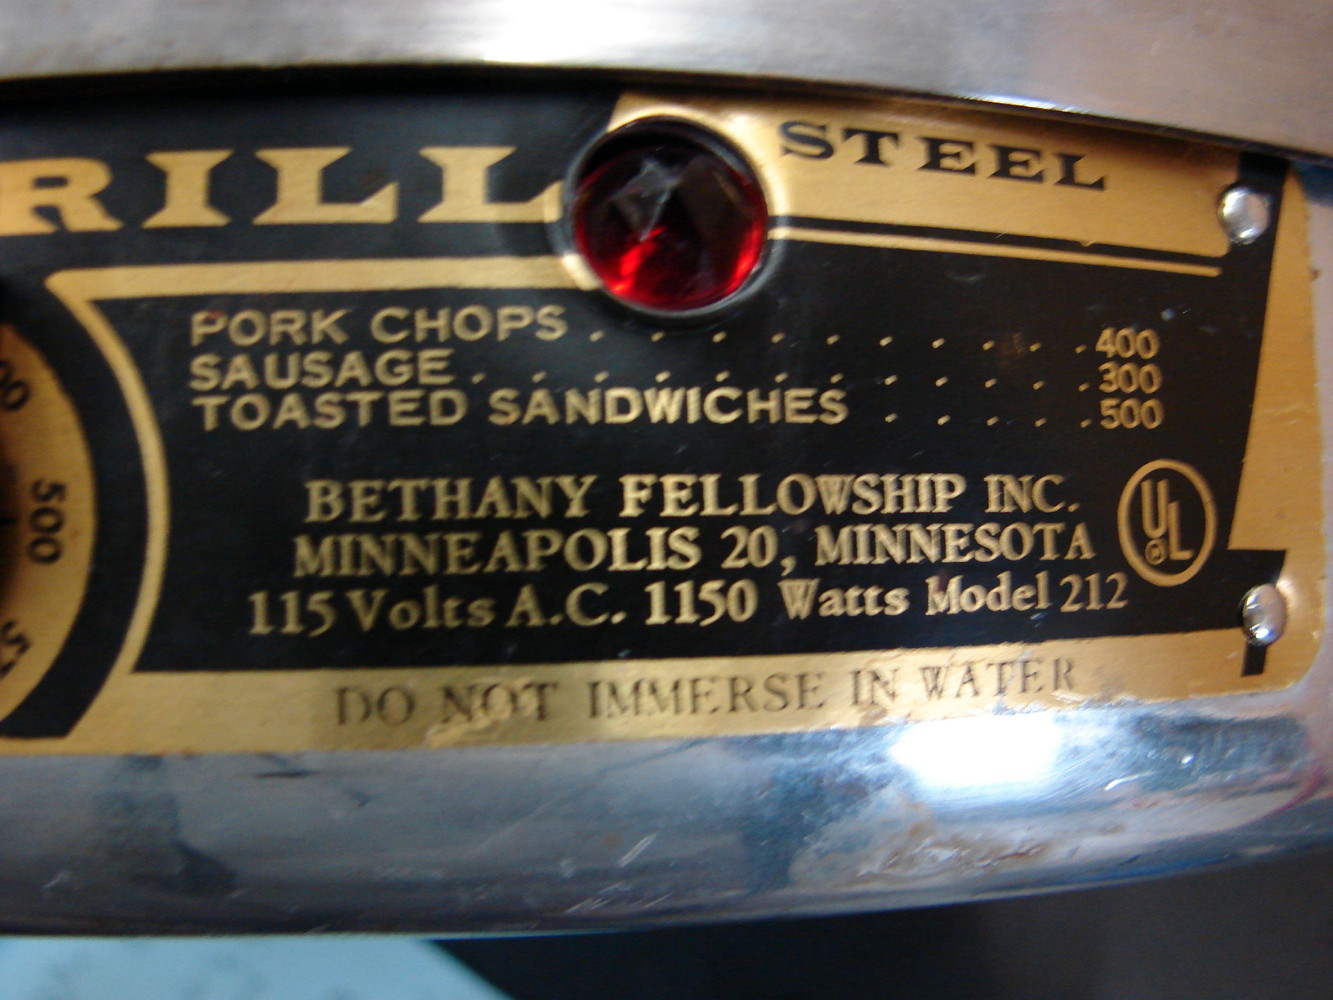 RILL
STEEL
PORK CHOPS . . . . . . . . . . 400
SAUSAGE . . . . . . . . . . . 300
TOASTED SANDWICHES . . . . . 500
500
BETHANY FELLOWSHIP INC.
MINNEAPOLIS 20, MINNESOTA
115 Volts A.C. 1150 Watts Model 212
UL
DO NOT IMMERSE IN WATER